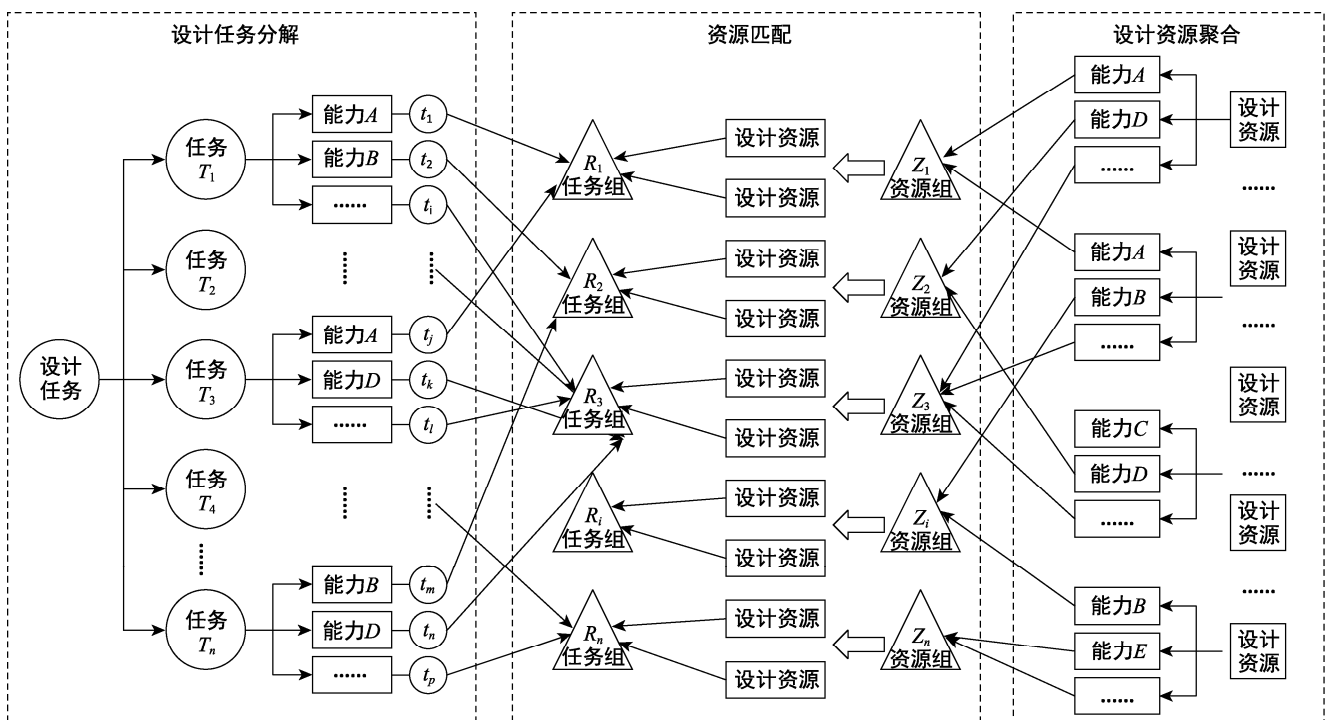 设计任务分解
设计
任务
任务
T1
任务
T2
任务
T3
任务
T4
......
任务
Tn
能力A
t1
能力B
t2
......
ti
......
......
能力A
tj
能力D
tk
......
tl
......
......
能力B
tm
能力D
tn
......
tp
资源匹配
R1
任务组
设计资源
设计资源
Z1
资源组
R2
任务组
设计资源
设计资源
Z2
资源组
R3
任务组
设计资源
设计资源
Z3
资源组
Ri
任务组
设计资源
设计资源
Zi
资源组
Rn
任务组
设计资源
设计资源
Zn
资源组
设计资源聚合
能力A
能力D
......
设计
资源
......
能力A
能力B
......
设计
资源
......
设计
资源
能力C
能力D
......
......
设计
资源
......
能力B
能力E
......
设计
资源